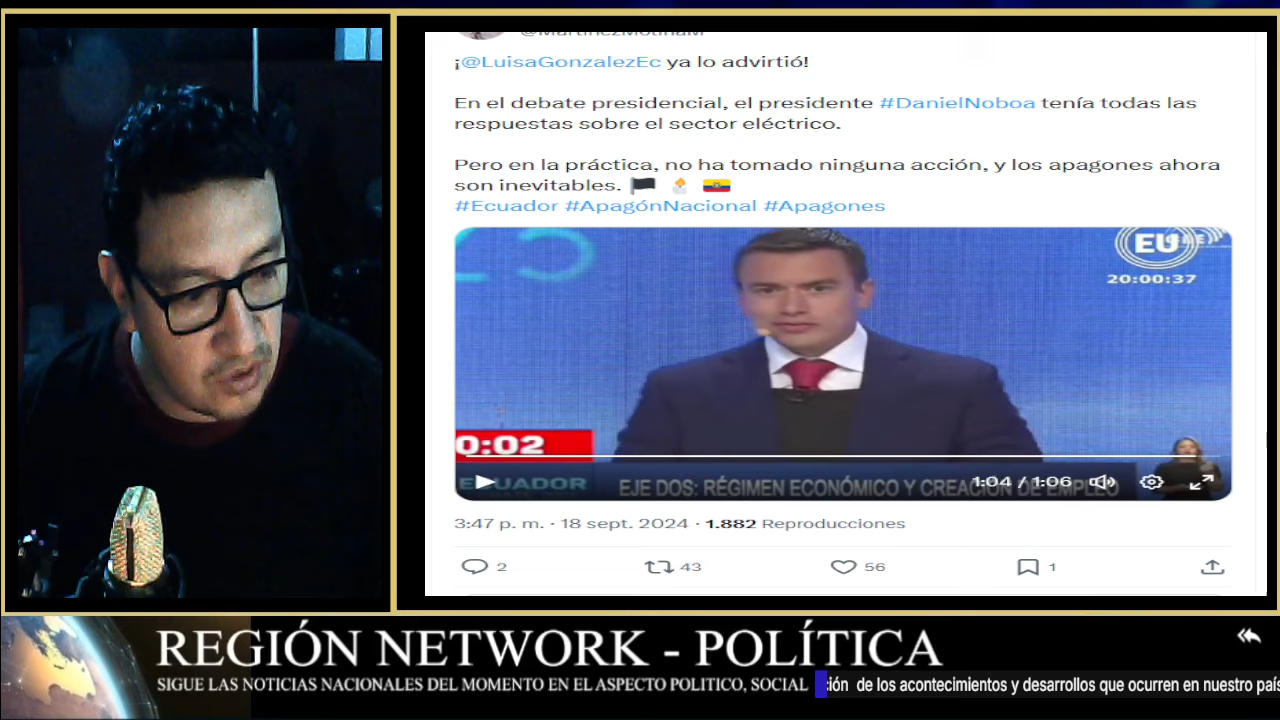 @MartinezMolinaM
¡@LuisaGonzalezEc ya lo advirtió!
En el debate presidencial, el presidente #DanielNoboa tenía todas las
respuestas sobre el sector eléctrico.
Pero en la práctica, no ha tomado ninguna acción, y los apagones ahora
son inevitables.
#Ecuador #ApagónNacional #Apagones
EU
20:00:37
0:02
ECUADOR
EJE DOS: RÉGIMEN ECONÓMICO Y CREACIÓN DE EMPLEO
1:04 / 1:06
3:47 p. m. · 18 sept. 2024 · 1.882 Reproducciones
2 43 56 1
REGIÓN NETWORK - POLÍTICA
SIGUE LAS NOTICIAS NACIONALES DEL MOMENTO EN EL ASPECTO POLITICO, SOCIAL
ión de los acontecimientos y desarrollos que ocurren en nuestro país